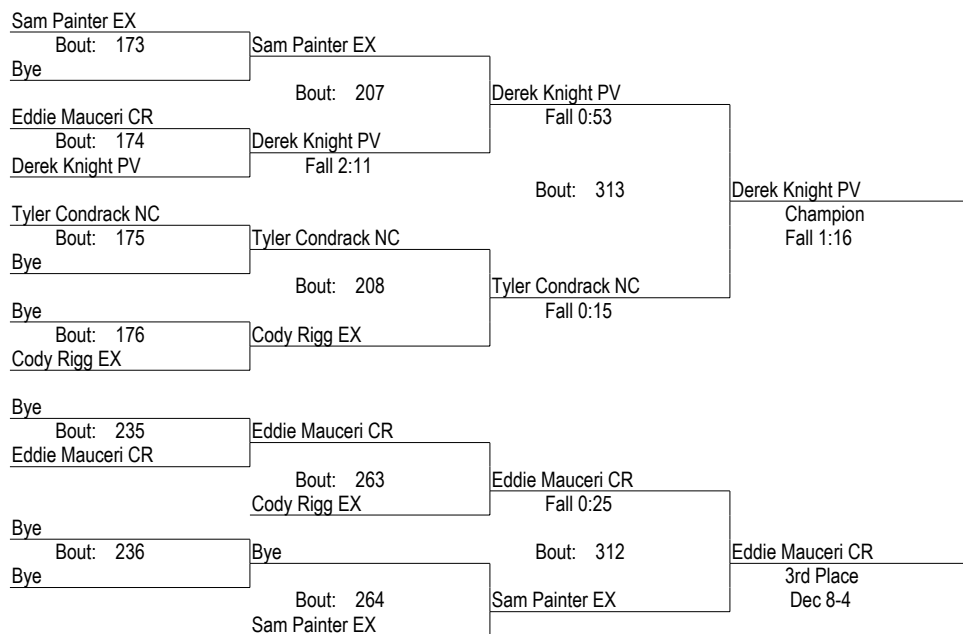 Sam Painter EX
Bout: 173
Sam Painter EX
Bye
Bout: 207
Derek Knight PV
Eddie Mauceri CR
Fall 0:53
Bout: 174
Derek Knight PV
Derek Knight PV
Fall 2:11
Bout: 313
Derek Knight PV
Tyler Condrack NC
Champion
Bout: 175
Tyler Condrack NC
Fall 1:16
Bye
Bout: 208
Tyler Condrack NC
Bye
Fall 0:15
Bout: 176
Cody Rigg EX
Cody Rigg EX
Bye
Bout: 235
Eddie Mauceri CR
Eddie Mauceri CR
Bout: 263
Eddie Mauceri CR
Cody Rigg EX
Fall 0:25
Bye
Bout: 236
Bye
Bout: 312
Eddie Mauceri CR
Bye
3rd Place
Bout: 264
Sam Painter EX
Dec 8-4
Sam Painter EX